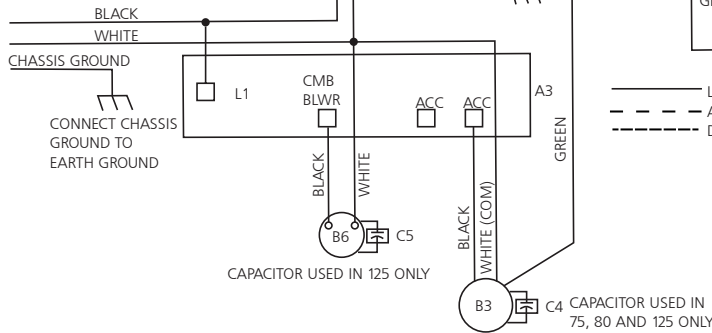 BLACK
WHITE
CHASSIS GROUND
CONNECT CHASSIS
GROUND TO
EARTH GROUND
L1
CMB
BLWR
ACC
ACC
A3
BLACK
WHITE
BLACK
WHITE (COM)
GREEN
B6
C5
CAPACITOR USED IN 125 ONLY
B3
C4
CAPACITOR USED IN
75, 80 AND 125 ONLY